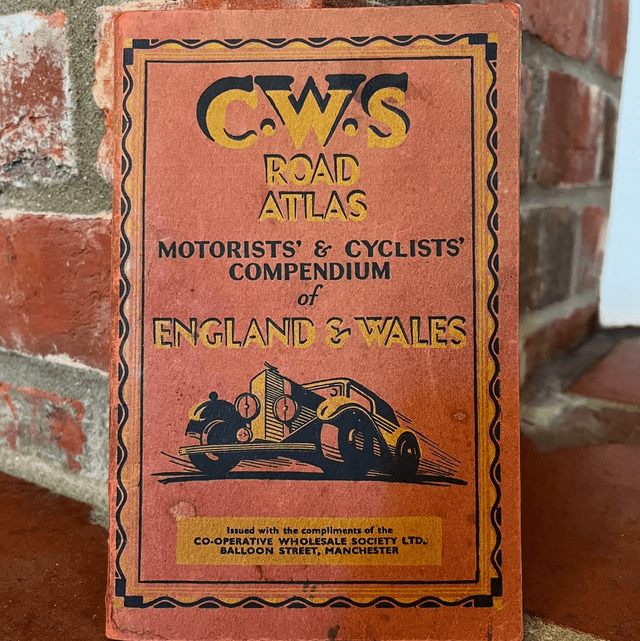 C.W.S
ROAD
ATLAS
MOTORISTS' & CYCLISTS'
COMPENDIUM
of
ENGLAND & WALES
Issued with the compliments of the
CO-OPERATIVE WHOLESALE SOCIETY LTD.
BALLOON STREET, MANCHESTER